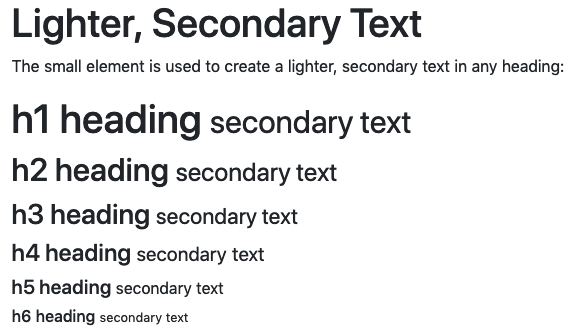 Lighter, Secondary Text
The small element is used to create a lighter, secondary text in any heading:
h1 heading secondary text
h2 heading secondary text
h3 heading secondary text
h4 heading secondary text
h5 heading secondary text
h6 heading secondary text